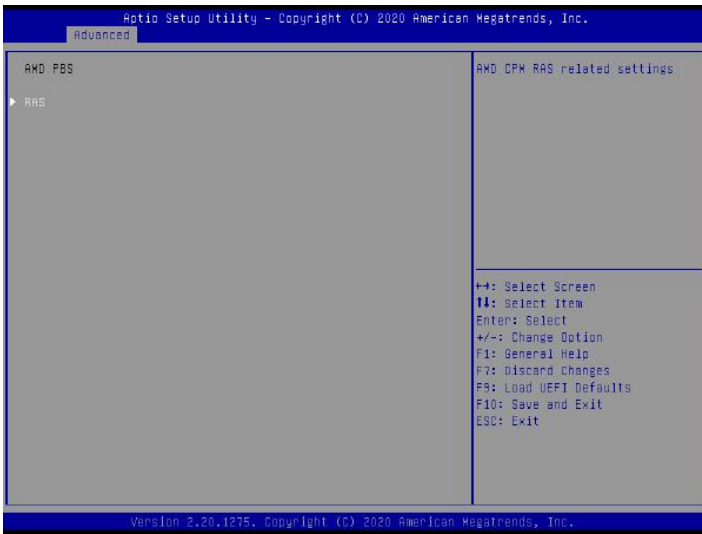 Aptio Setup Utility – Copyright (C) 2020 American Megatrends, Inc.
Advanced
AMD PBS
RAS
AMD CPM RAS related settings
→←: Select Screen
↑↓: Select Item
Enter: Select
+/-: Change Option
F1: General Help
F7: Discard Changes
F9: Load UEFI Defaults
F10: Save and Exit
ESC: Exit
Version 2.20.1275. Copyright (C) 2020 American Megatrends, Inc.